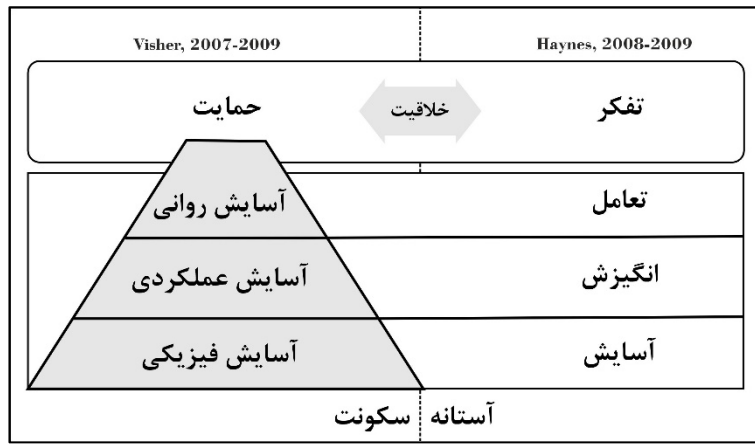 Visher, 2007-2009
Haynes, 2008-2009
تفکر
خلاقیت
حمایت
تعامل
آسایش روانی
انگیزش
آسایش عملکردی
آسایش
آسایش فیزیکی
آستانه
سکونت